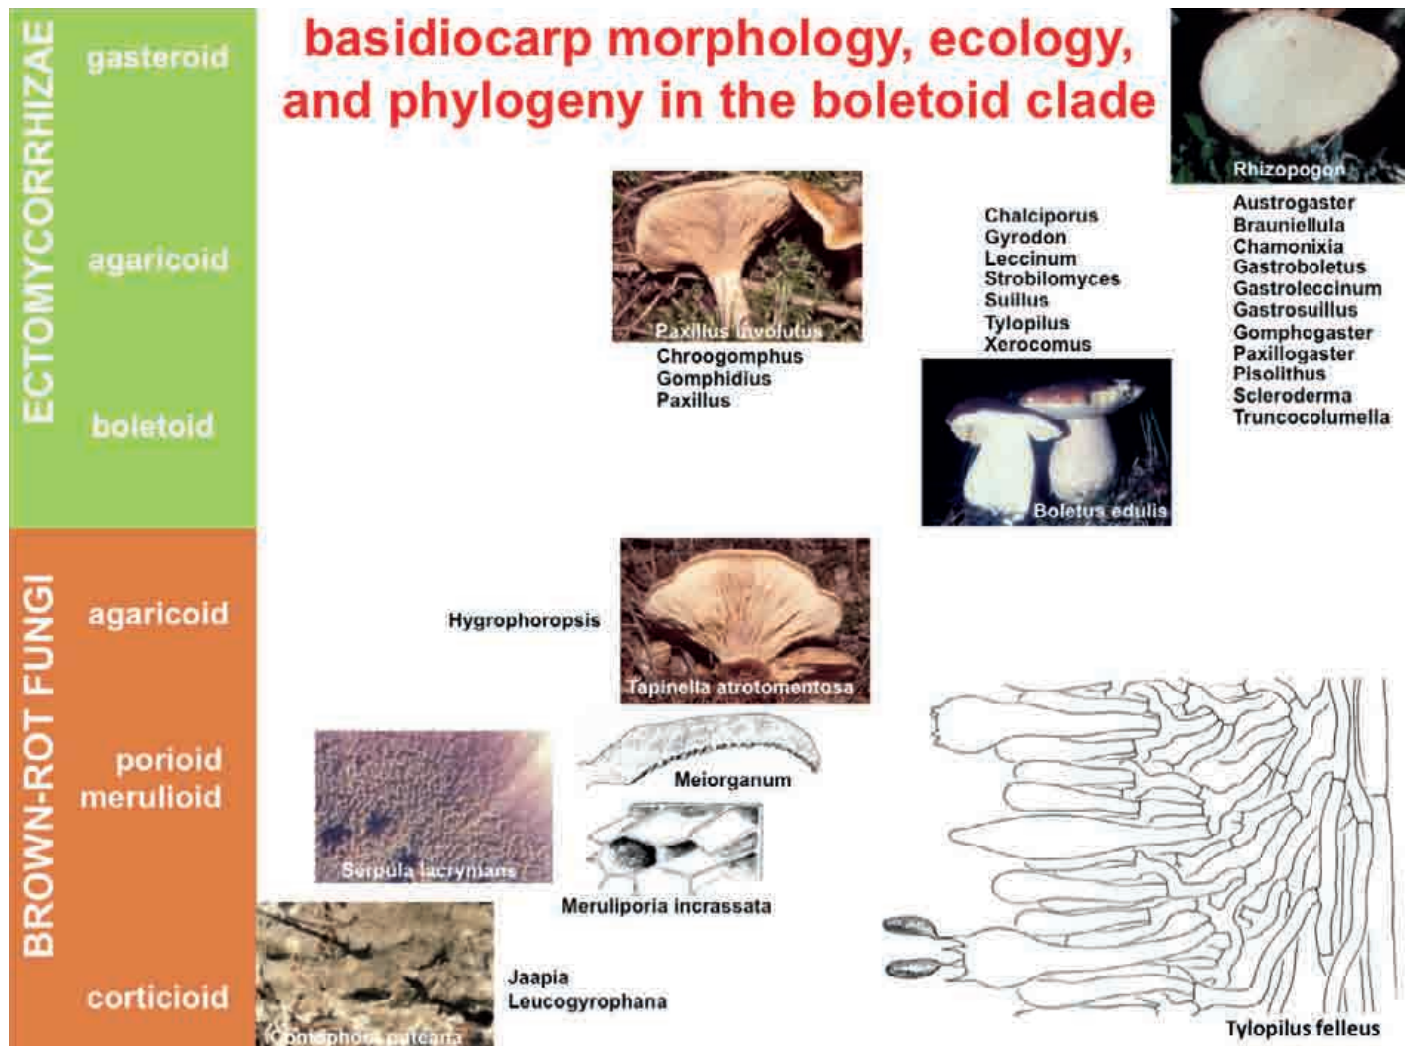 basidiocarp morphology, ecology,
and phylogeny in the boletoid clade
ECTOMYCORRHIZAE
gasteroid
agaricoid
boletoid
BROWN-ROT FUNGI
agaricoid
porioid
merulioid
corticioid
Rhizopogon
Austrogaster
Brauniellula
Chamonixia
Gastroboletus
Gastroleccinum
Gastrosuillus
Gomphogaster
Paxillogaster
Pisolithus
Scleroderma
Truncocolumella
Paxillus involutus
Chroogomphus
Gomphidius
Paxillus
Chalciporus
Gyrodon
Leccinum
Strobilomyces
Suillus
Tylopilus
Xerocomus
Boletus edulis
Hygrophoropsis
Tapinella atrotomentosa
Meiorganum
Serpula lacrymans
Meruliporia incrassata
Coniophora puteana
Jaapia
Leucogyrophana
Tylopilus felleus